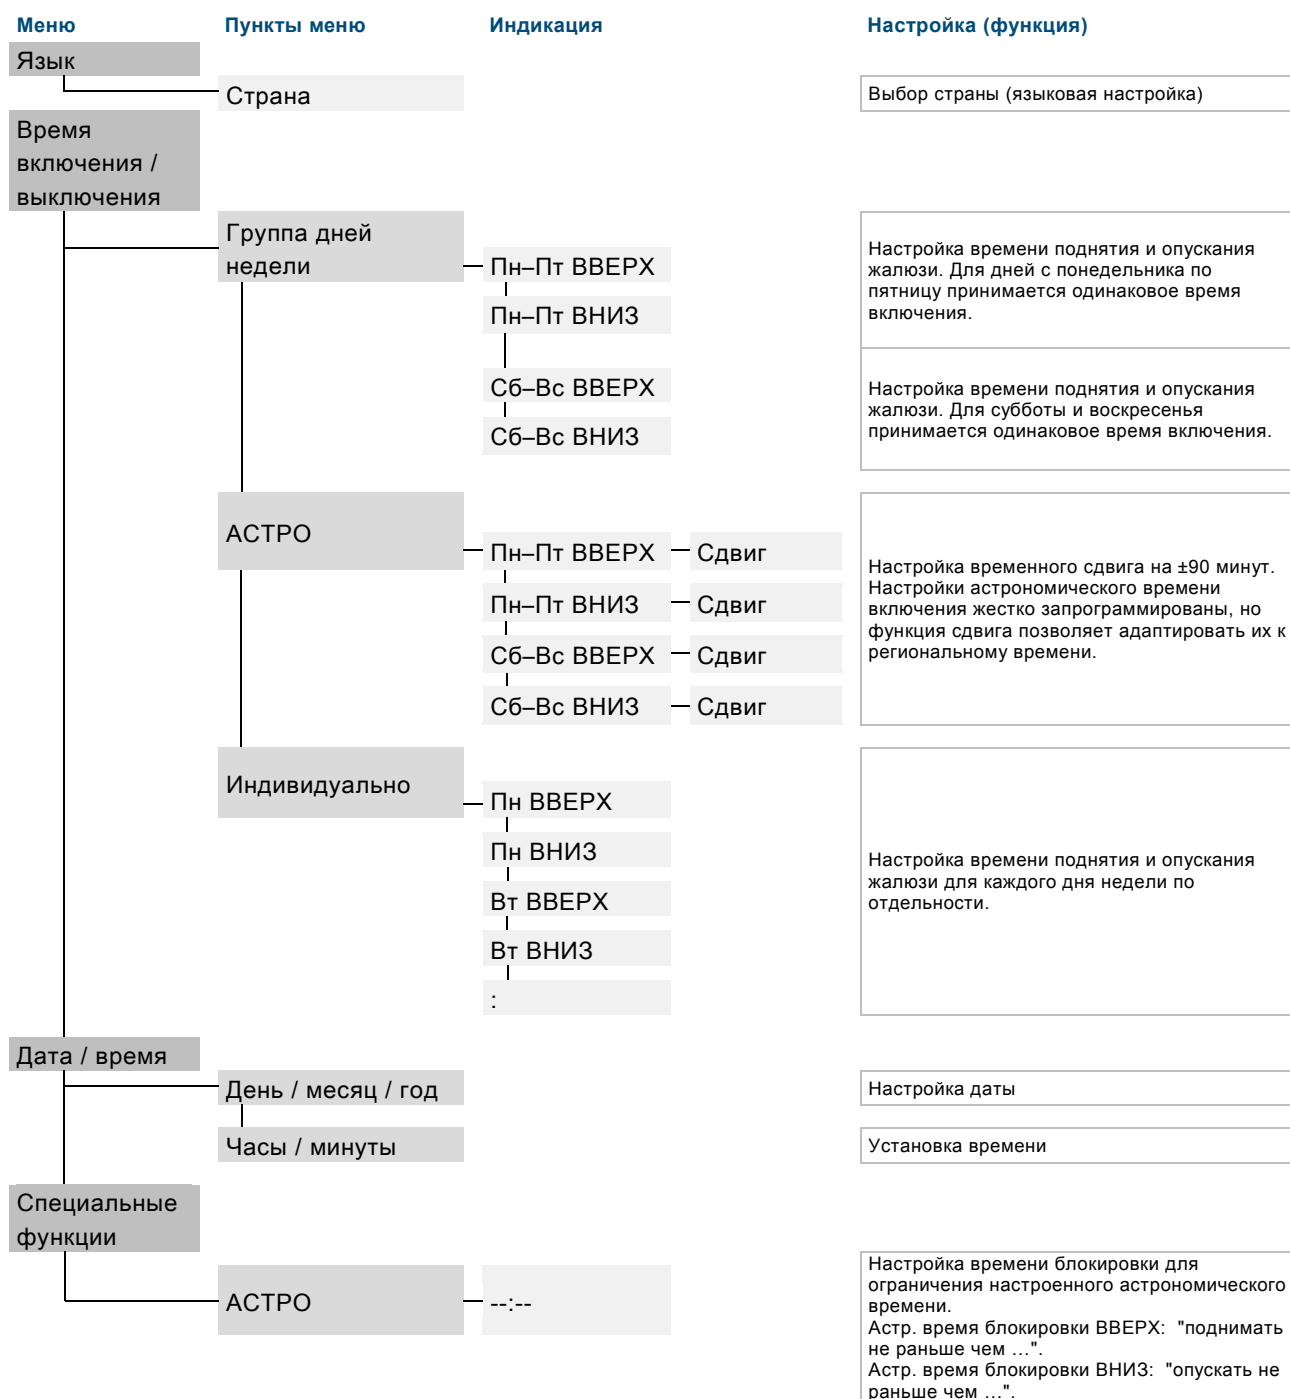 Меню Пункты меню Индикация Настройка (функция)
Язык
Страна
Выбор страны (языковая настройка)
Время
включения /
выключения
Группа дней
недели
Пн–Пт ВВЕРХ
Пн–Пт ВНИЗ
Настройка времени поднятия и опускания
жалюзи. Для дней с понедельника по
пятницу принимается одинаковое время
включения.
Сб–Вс ВВЕРХ
Сб–Вс ВНИЗ
Настройка времени поднятия и опускания
жалюзи. Для субботы и воскресенья
принимается одинаковое время включения.
АСТРО
Пн–Пт ВВЕРХ Сдвиг
Пн–Пт ВНИЗ Сдвиг
Сб–Вс ВВЕРХ Сдвиг
Сб–Вс ВНИЗ Сдвиг
Настройка временного сдвига на ±90 минут.
Настройки астрономического времени
включения жестко запрограммированы, но
функция сдвига позволяет адаптировать их к
региональному времени.
Индивидуально
Пн ВВЕРХ
Пн ВНИЗ
Вт ВВЕРХ
Вт ВНИЗ
:
Настройка времени поднятия и опускания
жалюзи для каждого дня недели по
отдельности.
Дата / время
День / месяц / год
Настройка даты
Часы / минуты
Установка времени
Специальные
функции
АСТРО
--:--
Настройка времени блокировки для
ограничения настроенного астрономического
времени.
Астр. время блокировки ВВЕРХ: "поднимать
не раньше чем …".
Астр. время блокировки ВНИЗ: "опускать не
раньше чем …".